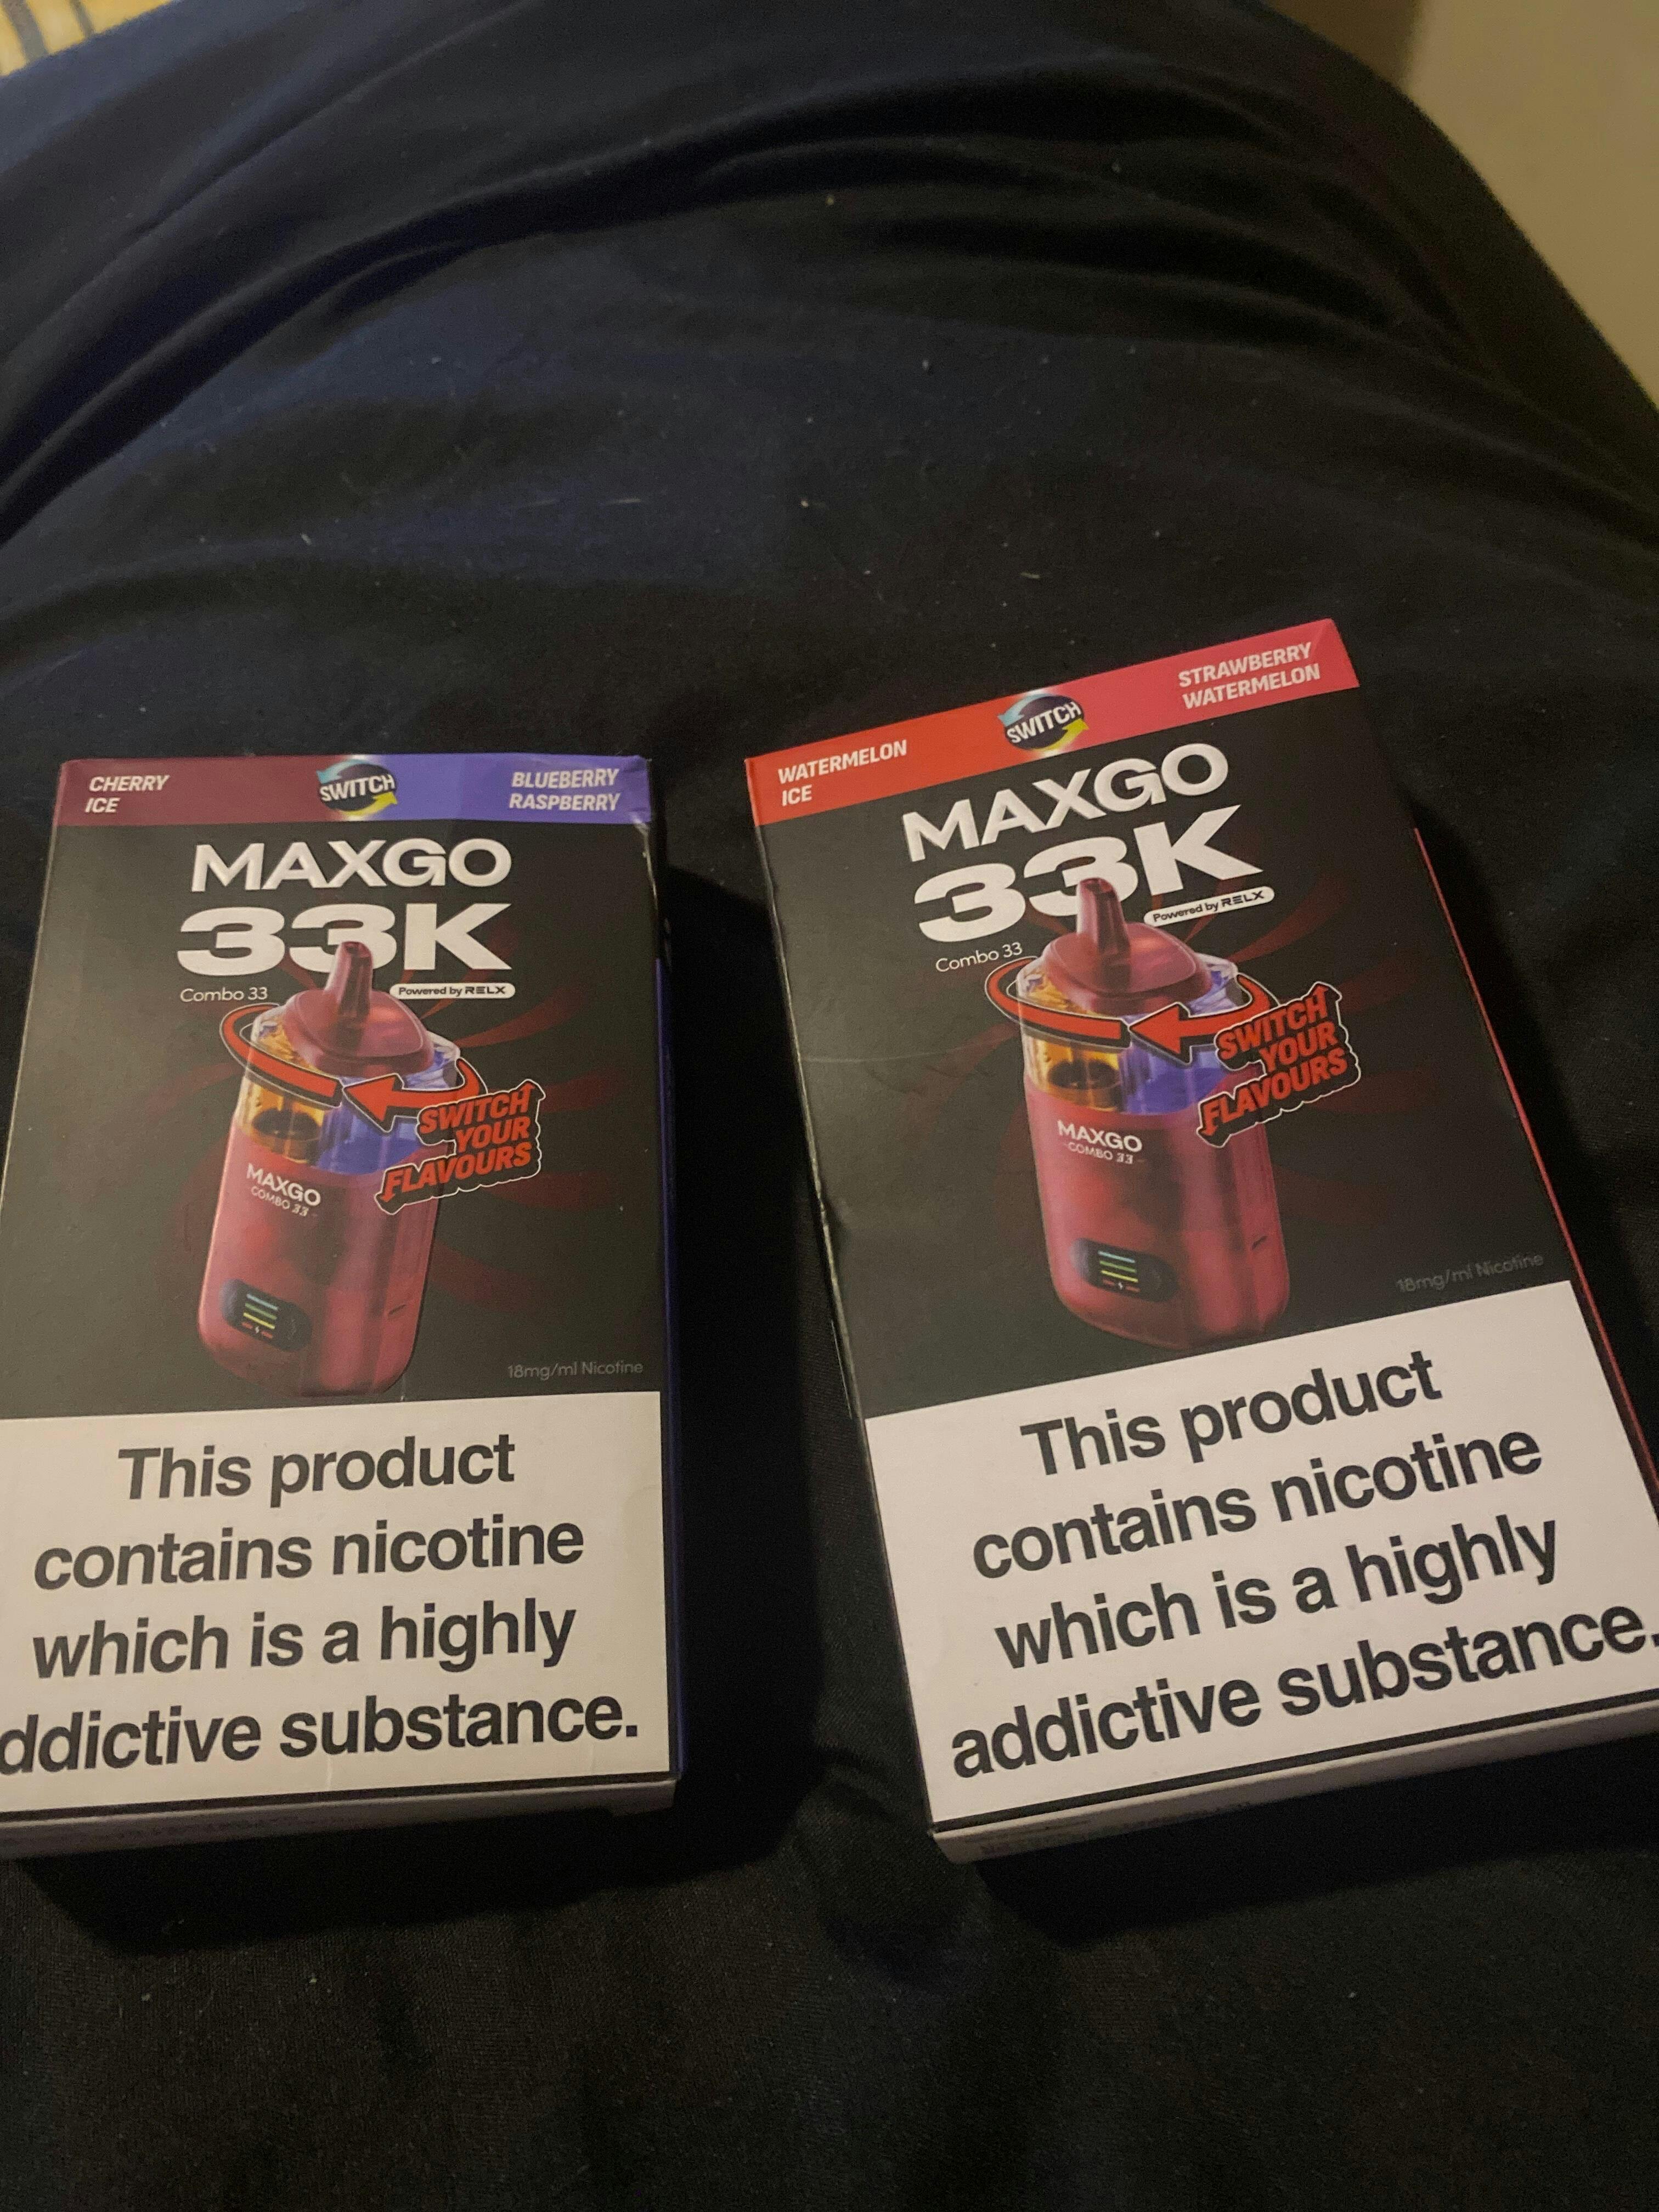 CHERRY
ICE
SWITCH
BLUEBERRY
RASPBERRY
MAXGO
33K
Combo 33
Powered by RELX
SWITCH
YOUR
FLAVOURS
MAXGO
COMBO 33
18mg/ml Nicotine
This product
contains nicotine
which is a highly
ddictive substance.
WATERMELON
ICE
SWITCH
STRAWBERRY
WATERMELON
MAXGO
33K
Powered by RELX
Combo 33
SWITCH
YOUR
FLAVOURS
MAXGO
COMBO 33
18mg/ml Nicotine
This product
contains nicotine
which is a highly
addictive substance.